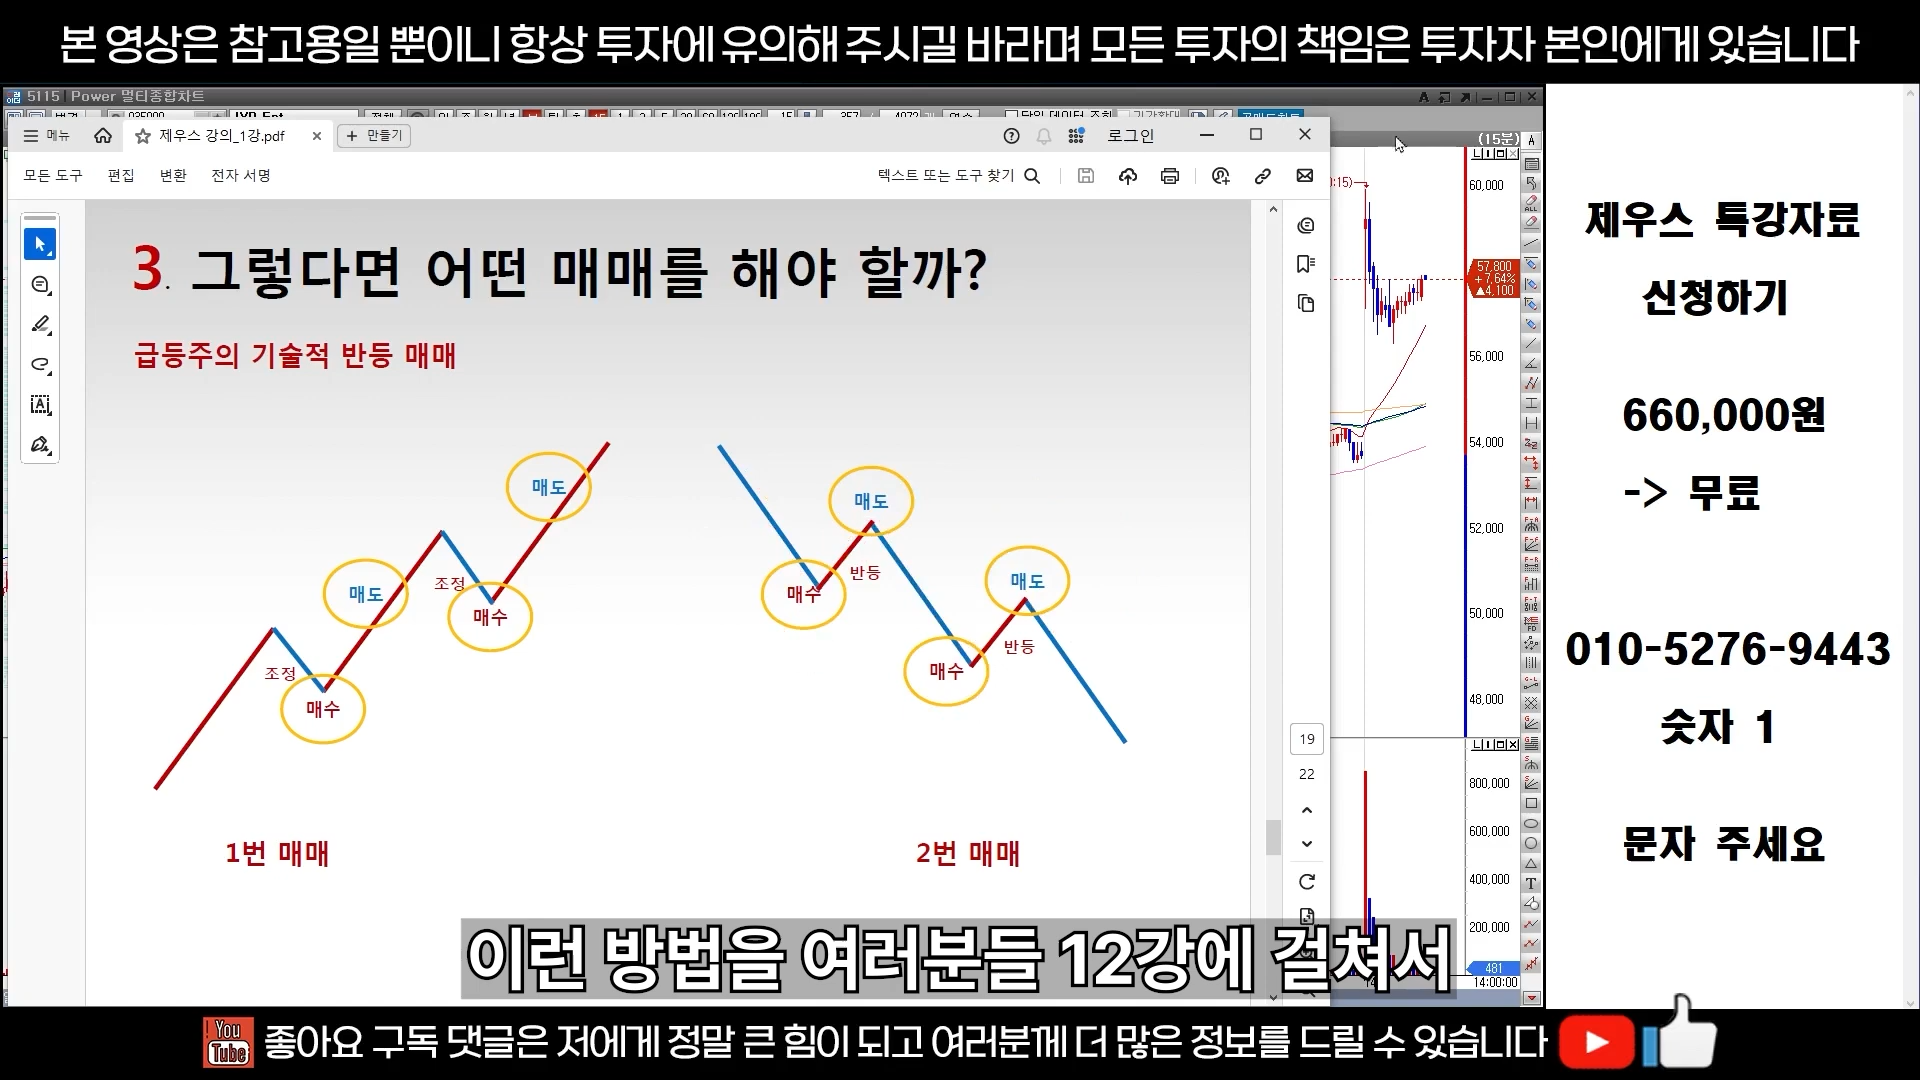 본 영상은 참고용일 뿐이니 항상 투자에 유의해 주시길 바라며 모든 투자의 책임은 투자자 본인에게 있습니다
5115 Power 멀티종합차트
메뉴
제우스 강의_1강.pdf
+ 만들기
로그인
모든 도구 편집 변환 전자 서명
텍스트 또는 도구 찾기
3. 그렇다면 어떤 매매를 해야 할까?
급등주의 기술적 반등 매매
매도
매도
조정
매수
조정
매수
1번 매매
매도
매수
반등
매도
매수
반등
2번 매매
19
22
(15분)
60,000
57,800
+7,64%
▲4,100
56,000
54,000
52,000
50,000
48,000
800,000
600,000
400,000
200,000
481
14:00:00
제우스 특강자료
신청하기
660,000원
-> 무료
010-5276-9443
숫자 1
문자 주세요
이런 방법을 여러분들 12강에 걸쳐서
You Tube 좋아요 구독 댓글은 저에게 정말 큰 힘이 되고 여러분께 더 많은 정보를 드릴 수 있습니다